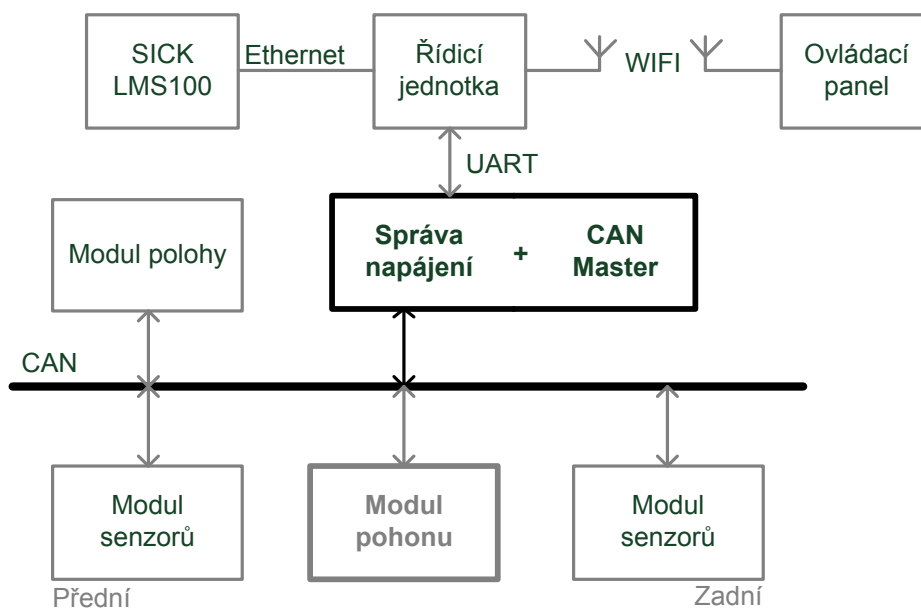 SICK
LMS100
Ethernet
Řídicí
jednotka
WIFI
Ovládací
panel
UART
Modul polohy
Správa
napájení
+
CAN
Master
CAN
Modul
senzorů
Modul
pohonu
Modul
senzorů
Přední
Zadní